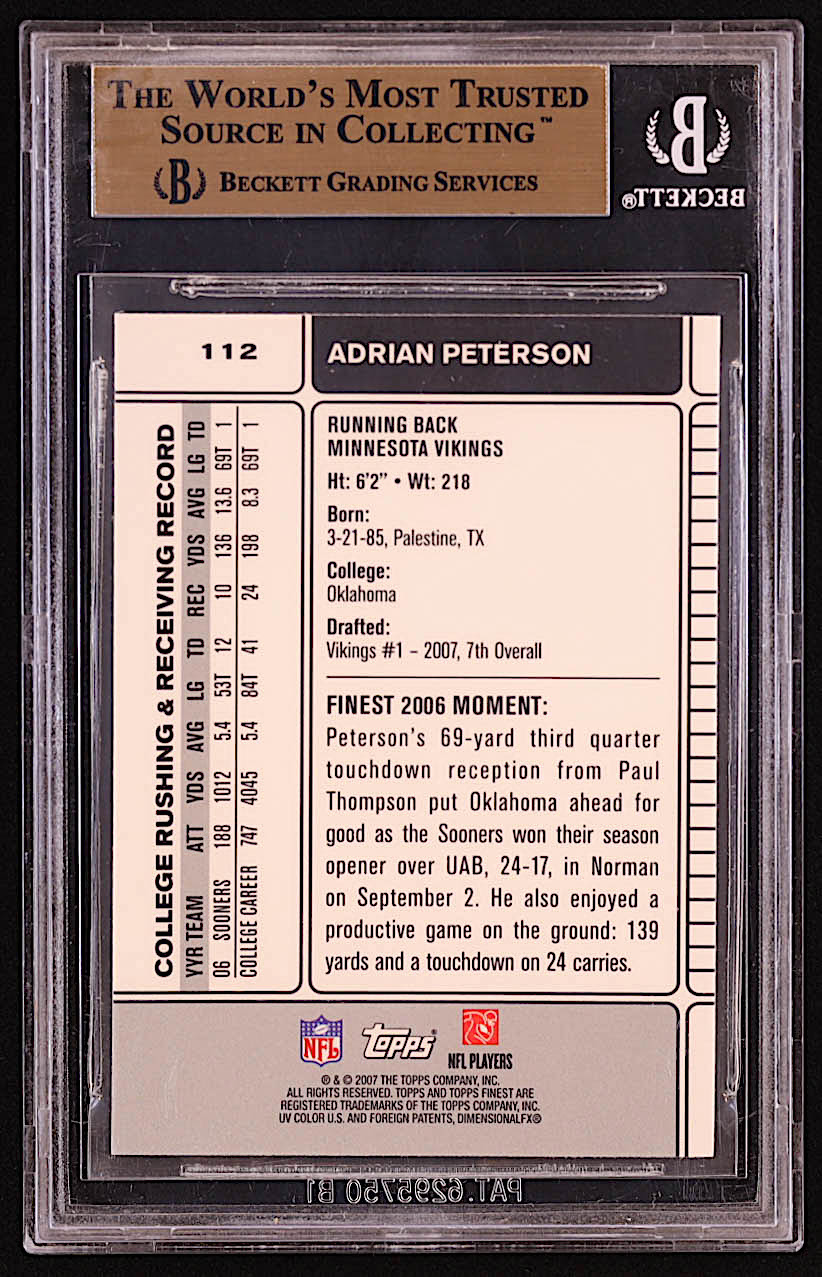 THE WORLD'S MOST TRUSTED
SOURCE IN COLLECTING™
B BECKETT GRADING SERVICES
B
BECKETT®
112
ADRIAN PETERSON
COLLEGE RUSHING & RECEIVING RECORD
YYR TEAM ATT YDS AVG LG TD REC YDS AVG LG TD
06 SOONERS 188 1012 5.4 53T 12 10 136 13.6 69T 1
COLLEGE CAREER 747 4045 5.4 84T 41 24 198 8.3 69T 1
RUNNING BACK
MINNESOTA VIKINGS
Ht: 6'2" • Wt: 218
Born:
3-21-85, Palestine, TX
College:
Oklahoma
Drafted:
Vikings #1 – 2007, 7th Overall
FINEST 2006 MOMENT:
Peterson's 69-yard third quarter
touchdown reception from Paul
Thompson put Oklahoma ahead for
good as the Sooners won their season
opener over UAB, 24-17, in Norman
on September 2. He also enjoyed a
productive game on the ground: 139
yards and a touchdown on 24 carries.
NFL
Topps®
NFL PLAYERS
® & © 2007 THE TOPPS COMPANY, INC.
ALL RIGHTS RESERVED. TOPPS AND TOPPS FINEST ARE
REGISTERED TRADEMARKS OF THE TOPPS COMPANY, INC.
UV COLOR U.S. AND FOREIGN PATENTS, DIMENSIONALFX®
PAT.6295750 B1